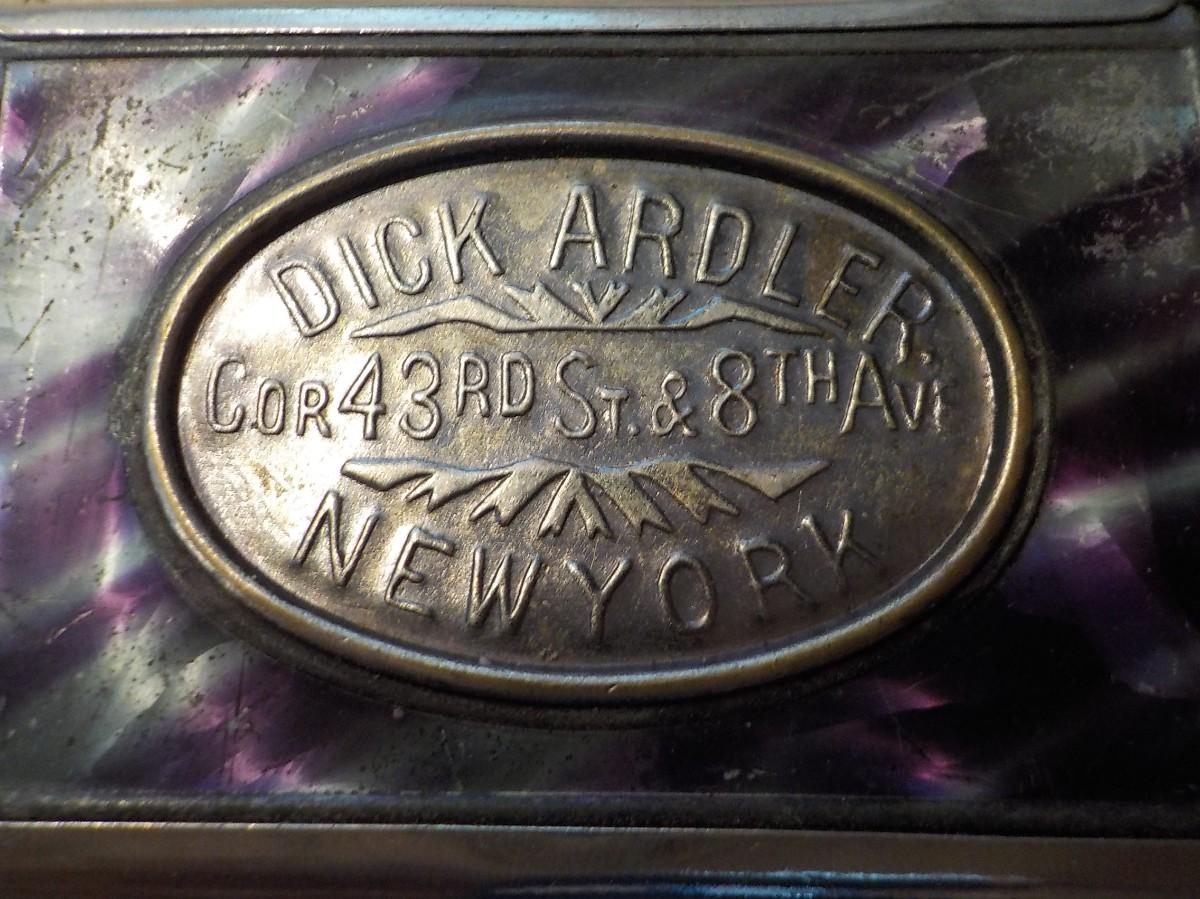 DICK ARDLER.
COR 43RD ST. & 8TH AVE
NEW YORK